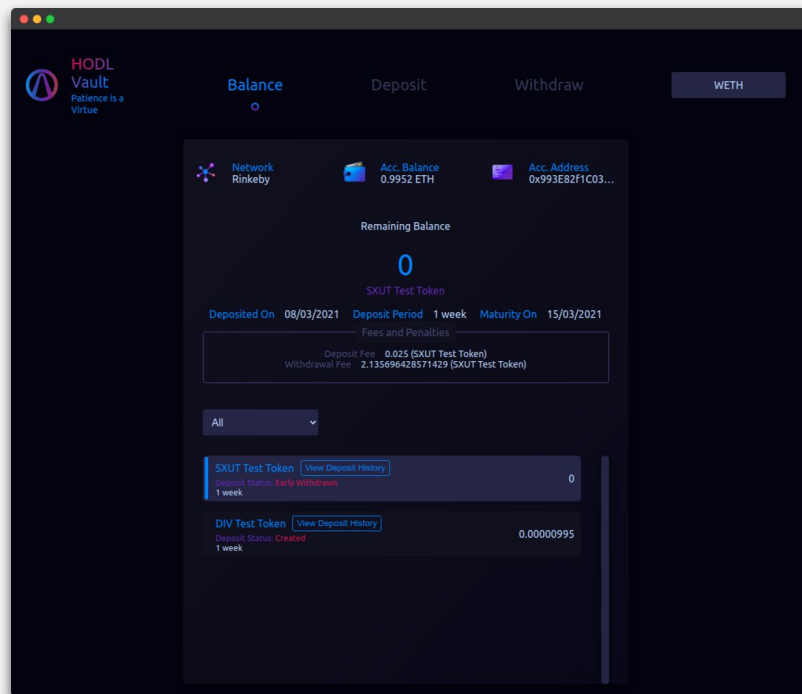 HODL
Vault
Patience is a
Virtue
Balance
Deposit
Withdraw
WETH
Network
Rinkeby
Acc. Balance
0.9952 ETH
Acc. Address
0x993E82f1C03...
Remaining Balance
0
SXUT Test Token
Deposited On 08/03/2021 Deposit Period 1 week Maturity On 15/03/2021
Fees and Penalties
Deposit Fee 0.025 (SXUT Test Token)
Withdrawal Fee 2.135696428571429 (SXUT Test Token)
All
SXUT Test Token View Deposit History
Deposit Status: Early Withdrawn
1 week
0
DIV Test Token View Deposit History
Deposit Status: Created
1 week
0.00000995